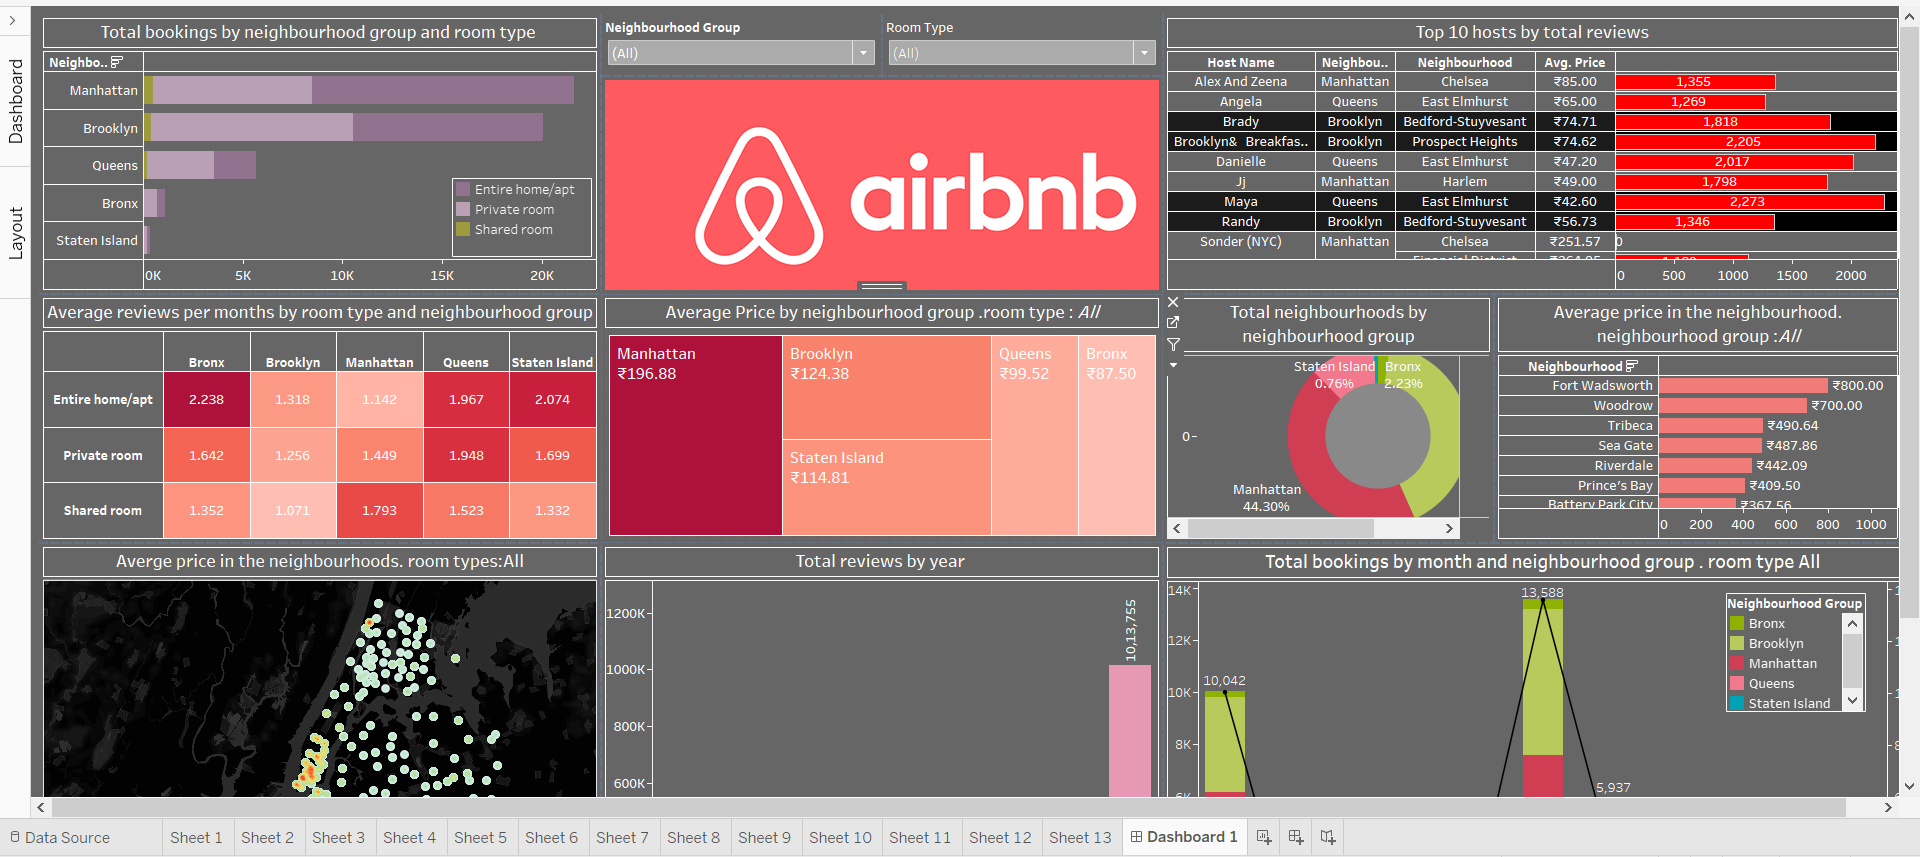 Dashboard
Layout
Total bookings by neighbourhood group and room type
Neighbo..
Manhattan
Brooklyn
Queens
Bronx
Staten Island
Entire home/apt
Private room
Shared room
0K 5K 10K 15K 20K
Neighbourhood Group
(All)
Room Type
(All)
airbnb
Top 10 hosts by total reviews
Host Name Neighbou.. Neighbourhood Avg. Price
Alex And Zeena Manhattan Chelsea ₹85.00 1,355
Angela Queens East Elmhurst ₹65.00 1,269
Brady Brooklyn Bedford-Stuyvesant ₹74.71 1,818
Brooklyn& Breakfas.. Brooklyn Prospect Heights ₹74.62 2,205
Danielle Queens East Elmhurst ₹47.20 2,017
Jj Manhattan Harlem ₹49.00 1,798
Maya Queens East Elmhurst ₹42.60 2,273
Randy Brooklyn Bedford-Stuyvesant ₹56.73 1,346
Sonder (NYC) Manhattan Chelsea ₹251.57 0
Financial District
0 500 1000 1500 2000
Average reviews per months by room type and neighbourhood group
Bronx Brooklyn Manhattan Queens Staten Island
Entire home/apt 2.238 1.318 1.142 1.967 2.074
Private room 1.642 1.256 1.449 1.948 1.699
Shared room 1.352 1.071 1.793 1.523 1.332
Average Price by neighbourhood group .room type : All
Manhattan
₹196.88
Brooklyn
₹124.38
Staten Island
₹114.81
Queens
₹99.52
Bronx
₹87.50
Total neighbourhoods by
neighbourhood group
Staten Island
0.76%
Bronx
2.23%
0
Manhattan
44.30%
Average price in the neighbourhood.
neighbourhood group :All
Neighbourhood
Fort Wadsworth ₹800.00
Woodrow ₹700.00
Tribeca ₹490.64
Sea Gate ₹487.86
Riverdale ₹442.09
Prince's Bay ₹409.50
Battery Park City ₹367.56
0 200 400 600 800 1000
Averge price in the neighbourhoods. room types:All
Total reviews by year
1200K
1000K
800K
600K
10,13,755
Total bookings by month and neighbourhood group . room type All
14K
12K
10K
8K
6K
10,042
13,588
5,937
Neighbourhood Group
Bronx
Brooklyn
Manhattan
Queens
Staten Island
Data Source Sheet 1 Sheet 2 Sheet 3 Sheet 4 Sheet 5 Sheet 6 Sheet 7 Sheet 8 Sheet 9 Sheet 10 Sheet 11 Sheet 12 Sheet 13 Dashboard 1